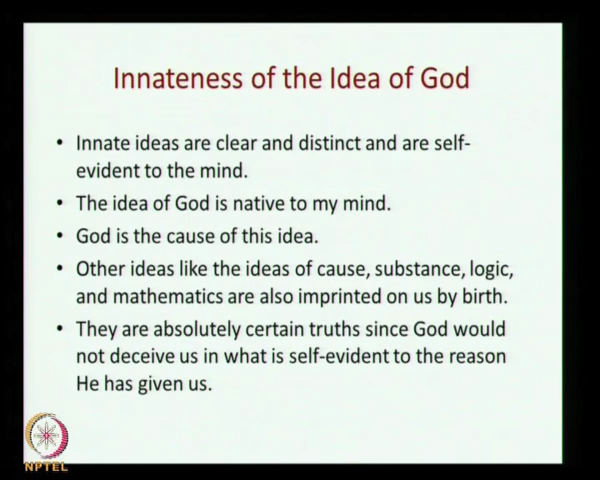 Innateness of the Idea of God
• Innate ideas are clear and distinct and are self-
evident to the mind.
• The idea of God is native to my mind.
• God is the cause of this idea.
• Other ideas like the ideas of cause, substance, logic,
and mathematics are also imprinted on us by birth.
• They are absolutely certain truths since God would
not deceive us in what is self-evident to the reason
He has given us.
NPTEL